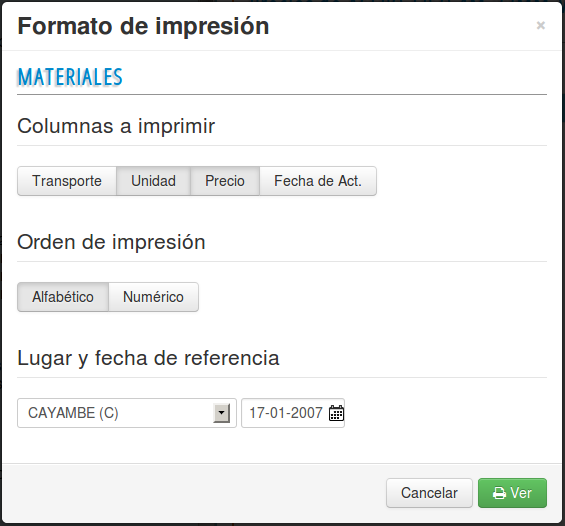 Formato de impresión ×
MATERIALES
Columnas a imprimir
Transporte Unidad Precio Fecha de Act.
Orden de impresión
Alfabético Numérico
Lugar y fecha de referencia
CAYAMBE (C) 17-01-2007
Cancelar Ver